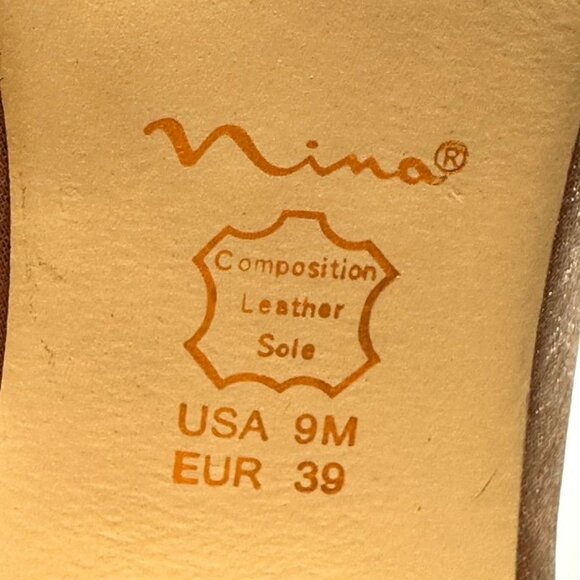 nina®
Composition
Leather
Sole
USA 9M
EUR 39